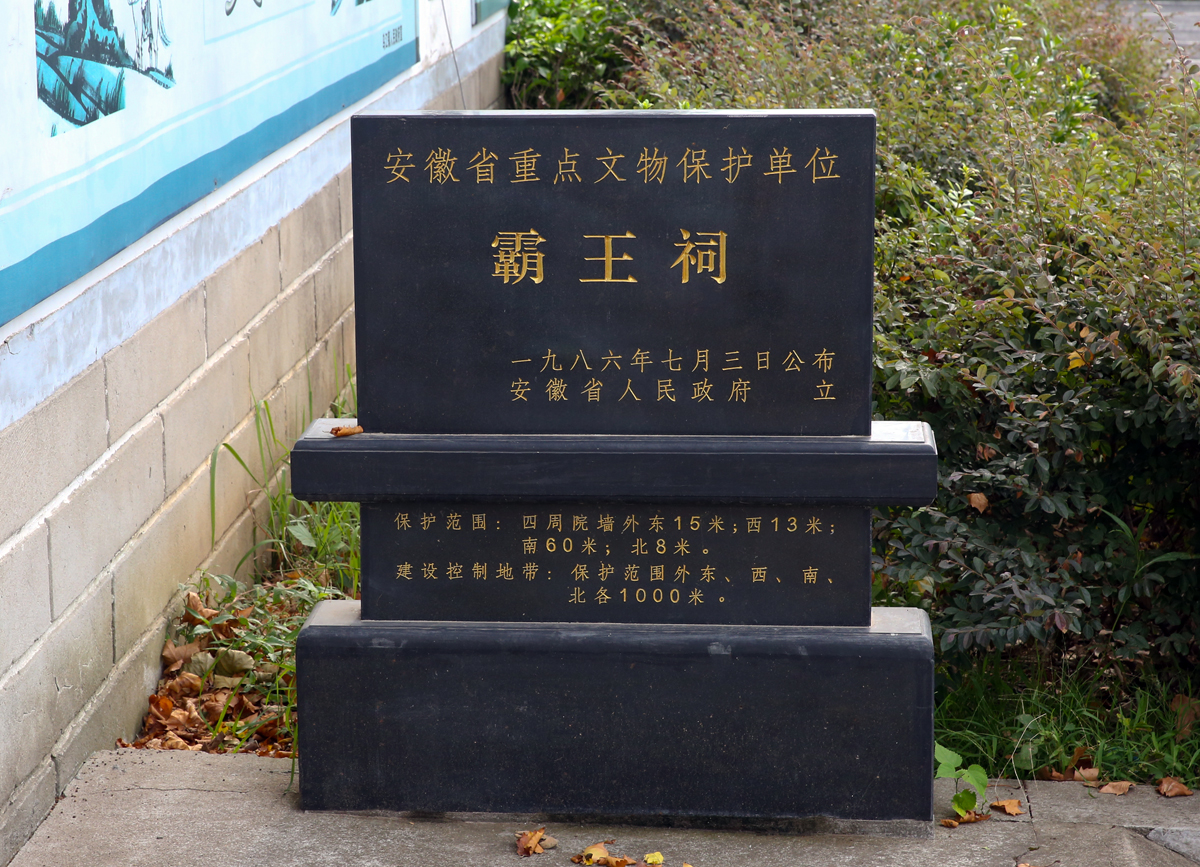 安徽省重点文物保护单位
霸王祠
一九八六年七月三日公布
安徽省人民政府 立
保护范围：四周院墙外东15米；西13米；
南60米；北8米。
建设控制地带：保护范围外东、西、南、
北各1000米。